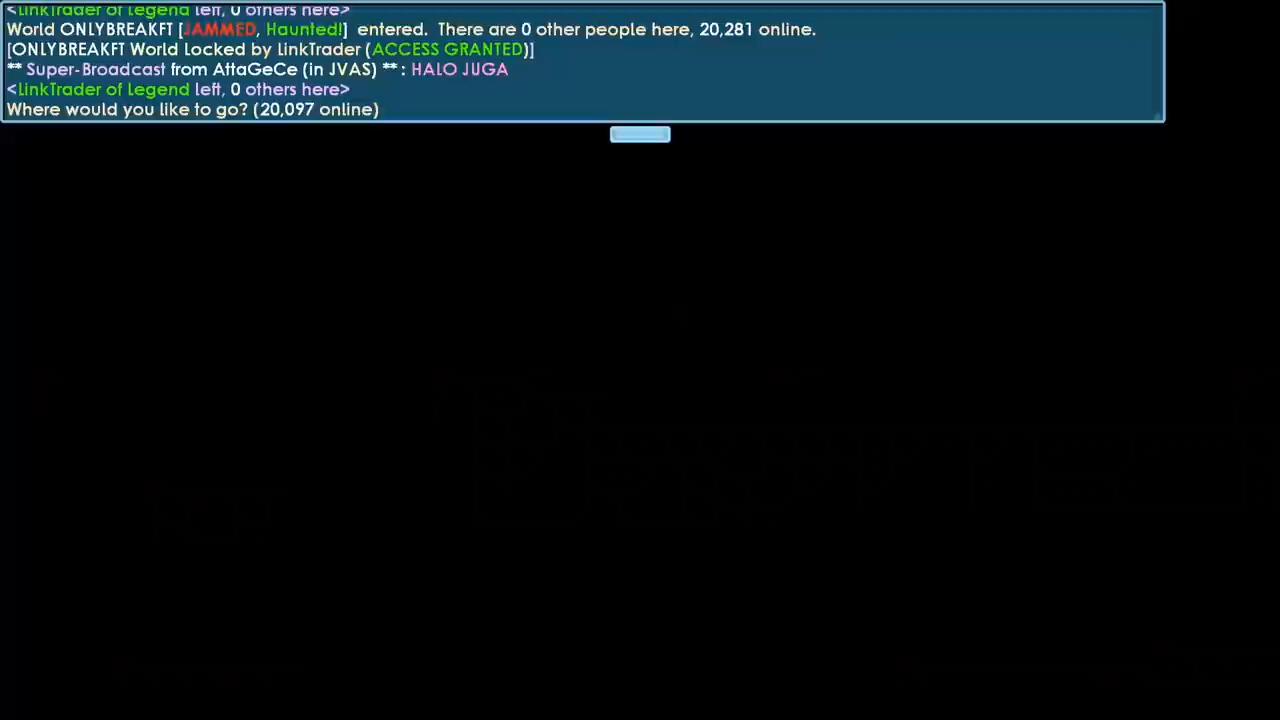 <LinkTrader of Legend left, 0 others here>
World ONLYBREAKFT [JAMMED, Haunted!] entered. There are 0 other people here, 20,281 online.
[ONLYBREAKFT World Locked by LinkTrader (ACCESS GRANTED)]
** Super-Broadcast from AttaGeCe (in JVAS) ** : HALO JUGA
<LinkTrader of Legend left, 0 others here>
Where would you like to go? (20,097 online)